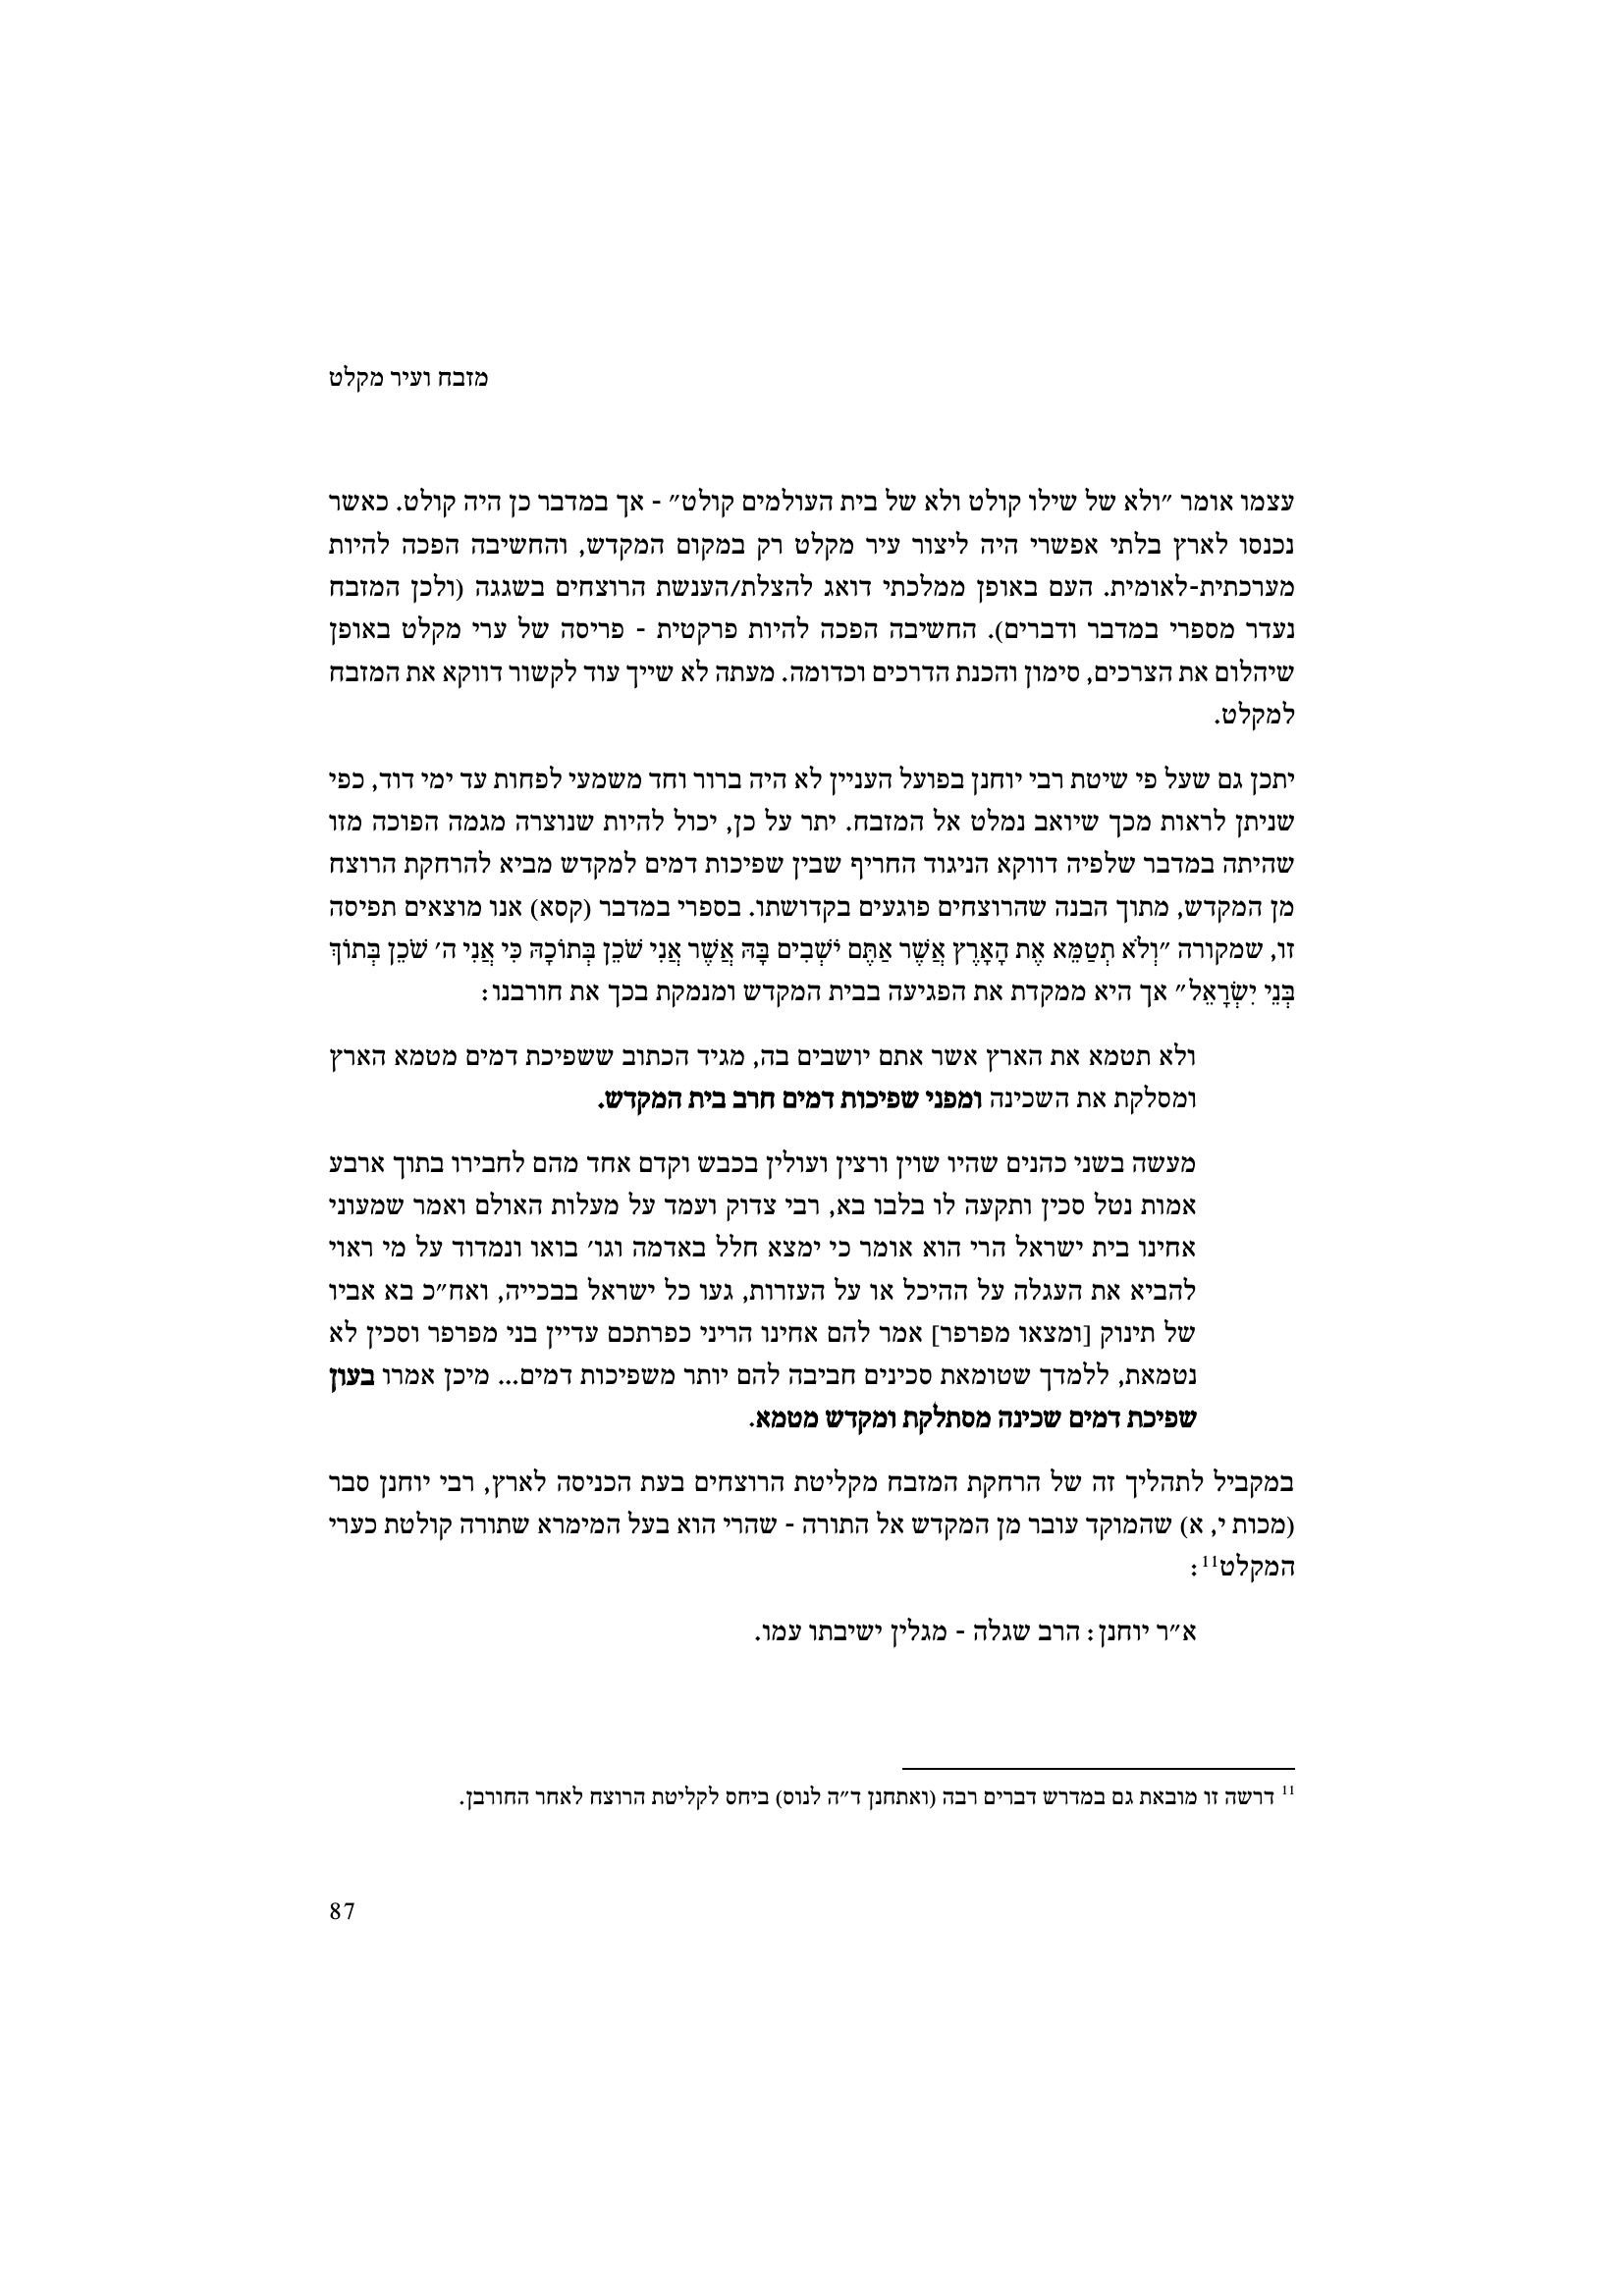 מזבח ועיר מקלט
עצמו אומר ״ולא של שילו קולט ולא של בית העולמים קולט״ - אך במדבר כן היה קולט. כאשר
נכנסו לארץ בלתי אפשרי היה ליצור עיר מקלט רק במקום המקדש, והחשיבה הפכה להיות
מערכתית-לאומית. העם באופן ממלכתי דואג להצלת/הענשת הרוצחים בשגגה (ולכן המזבח
נעדר מספרי במדבר ודברים). החשיבה הפכה להיות פרקטית - פריסה של ערי מקלט באופן
שיהלום את הצרכים, סימון והכנת הדרכים וכדומה. מעתה לא שייך עוד לקשור דווקא את המזבח
למקלט.
יתכן גם שעל פי שיטת רבי יוחנן בפועל העניין לא היה ברור וחד משמעי לפחות עד ימי דוד, כפי
שניתן לראות מכך שיואב נמלט אל המזבח. יתר על כן, יכול להיות שנוצרה מגמה הפוכה מזו
שהיתה במדבר שלפיה דווקא הניגוד החריף שבין שפיכות דמים למקדש מביא להרחקת הרוצח
מן המקדש, מתוך הבנה שהרוצחים פוגעים בקדושתו. בספרי במדבר (קסא) אנו מוצאים תפיסה
זו, שמקורה ״וְלֹא תְטַמֵּא אֶת הָאָרֶץ אֲשֶׁר אַתֶּם יֹשְׁבִים בָּהּ אֲשֶׁר אֲנִי שֹׁכֵן בְּתוֹכָהּ כִּי אֲנִי ה׳ שֹׁכֵן בְּתוֹךְ
בְּנֵי יִשְׂרָאֵל״ אך היא ממקדת את הפגיעה בבית המקדש ומנמקת בכך את חורבנו:
ולא תטמא את הארץ אשר אתם יושבים בה, מגיד הכתוב ששפיכת דמים מטמא הארץ
ומסלקת את השכינה ומפני שפיכות דמים חרב בית המקדש.
מעשה בשני כהנים שהיו שוין ורצין ועולין בכבש וקדם אחד מהם לחבירו בתוך ארבע
אמות נטל סכין ותקעה לו בלבו בא, רבי צדוק ועמד על מעלות האולם ואמר שמעוני
אחינו בית ישראל הרי הוא אומר כי ימצא חלל באדמה וגו׳ בואו ונמדוד על מי ראוי
להביא את העגלה על ההיכל או על העזרות, געו כל ישראל בבכייה, ואח״כ בא אביו
של תינוק [ומצאו מפרפר] אמר להם אחינו הריני כפרתכם עדיין בני מפרפר וסכין לא
נטמאת, ללמדך שטומאת סכינים חביבה להם יותר משפיכות דמים... מיכן אמרו בעון
שפיכת דמים שכינה מסתלקת ומקדש מטמא.
במקביל לתהליך זה של הרחקת המזבח מקליטת הרוצחים בעת הכניסה לארץ, רבי יוחנן סבר
(מכות י, א) שהמוקד עובר מן המקדש אל התורה - שהרי הוא בעל המימרא שתורה קולטת כערי
המקלט11:
א״ר יוחנן: הרב שגלה - מגלין ישיבתו עמו.
11 דרשה זו מובאת גם במדרש דברים רבה (ואתחנן ד״ה לנוס) ביחס לקליטת הרוצח לאחר החורבן.
87